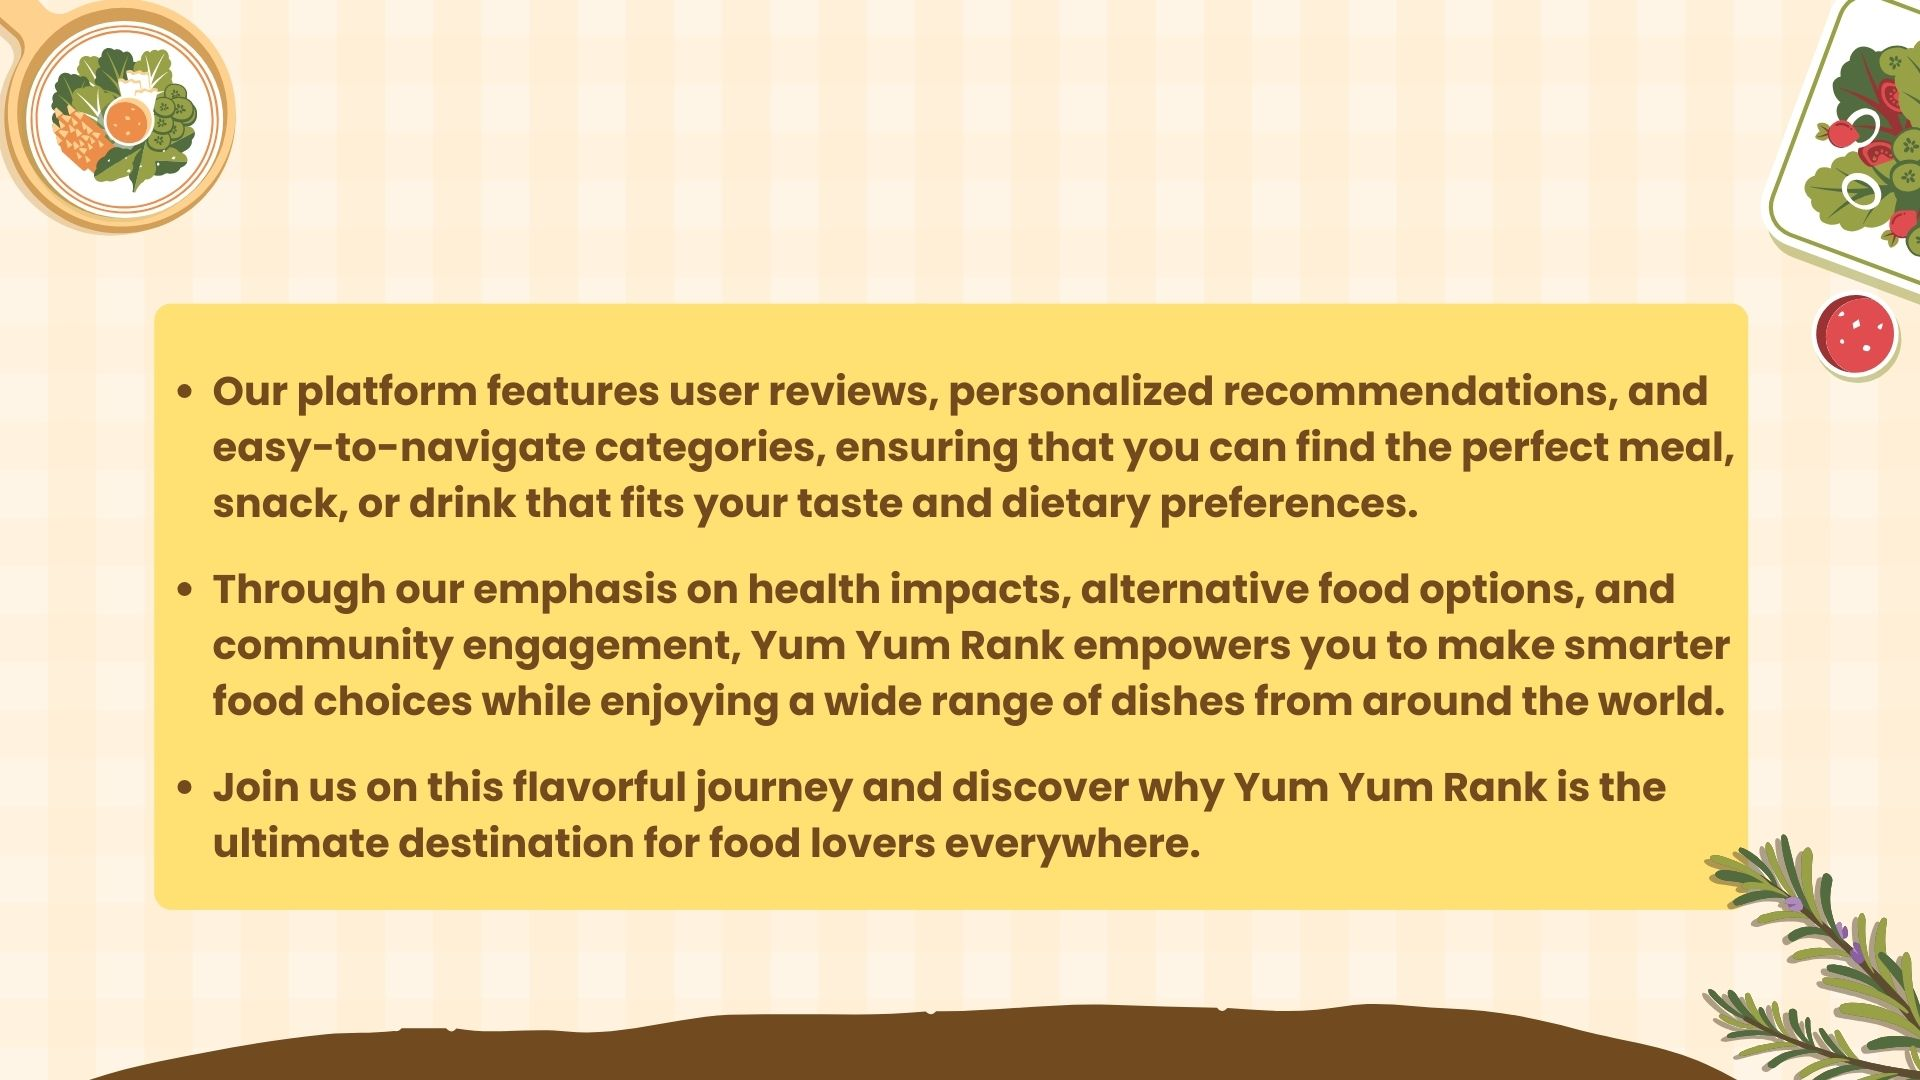 • Our platform features user reviews, personalized recommendations, and
easy-to-navigate categories, ensuring that you can find the perfect meal,
snack, or drink that fits your taste and dietary preferences.
• Through our emphasis on health impacts, alternative food options, and
community engagement, Yum Yum Rank empowers you to make smarter
food choices while enjoying a wide range of dishes from around the world.
• Join us on this flavorful journey and discover why Yum Yum Rank is the
ultimate destination for food lovers everywhere.